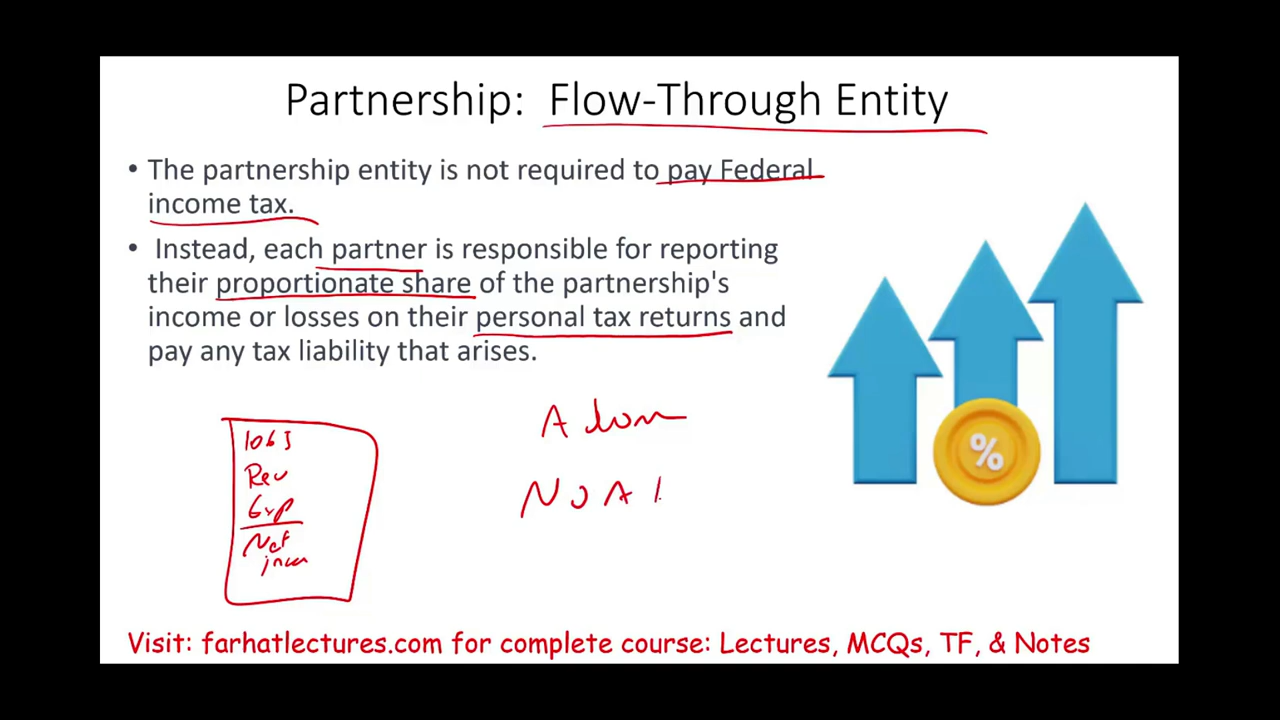 Partnership: Flow-Through Entity
• The partnership entity is not required to pay Federal
income tax.
• Instead, each partner is responsible for reporting
their proportionate share of the partnership's
income or losses on their personal tax returns and
pay any tax liability that arises.
1065
Rev
Exp
Net
Adam
NOA
%
Visit: farhatlectures.com for complete course: Lectures, MCQs, TF, & Notes